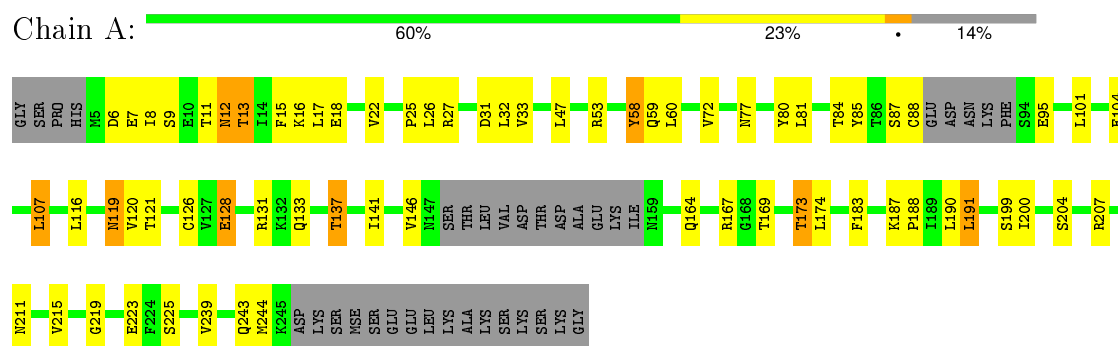 Chain A:
60% 23% • 14%
GLY SER PRO HIS M5 D6 E7 I8 S9 E10 T11 N12 T13 I14 F15 K16 L17 E18 V22 P25 L26 R27 D31 L32 V33 L47 R53 Y58 Q59 L60 V72 N77 Y80 L81 T84 Y85 T86 S87 C88 GLU ASP ASN LYS PHE S94 E95 L101
L107 L116 N119 V120 T121 C126 V127 E128 R131 K132 Q133 T137 I141 V146 N147 SER THR LEU VAL ASP THR ASP ALA GLU LYS ILE N159 Q164 R167 G168 T169 T173 L174 F183 K187 P188 I189 L190 L191 S199 I200 S204 R207
N211 V215 G219 E223 F224 S225 V239 Q243 M244 K245 ASP LYS SER MSE SER GLU GLU LEU LYS ALA LYS SER LYS SER LYS GLY